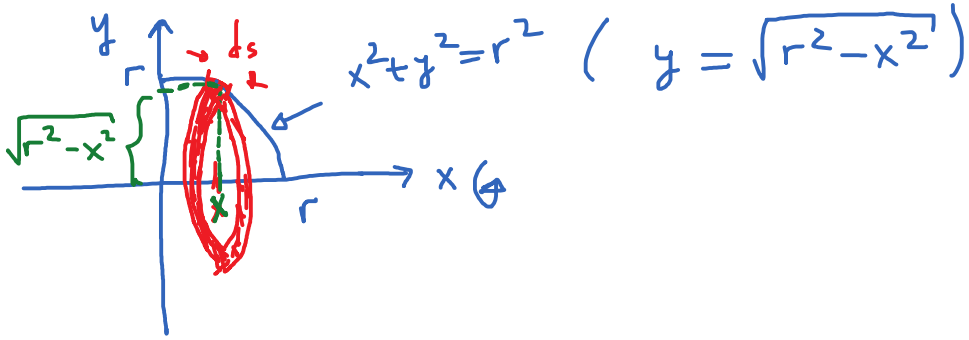 y
ds
r
x²+y²=r² ( y = √(r²-x²) )
√(r²-x²)
x
x
r